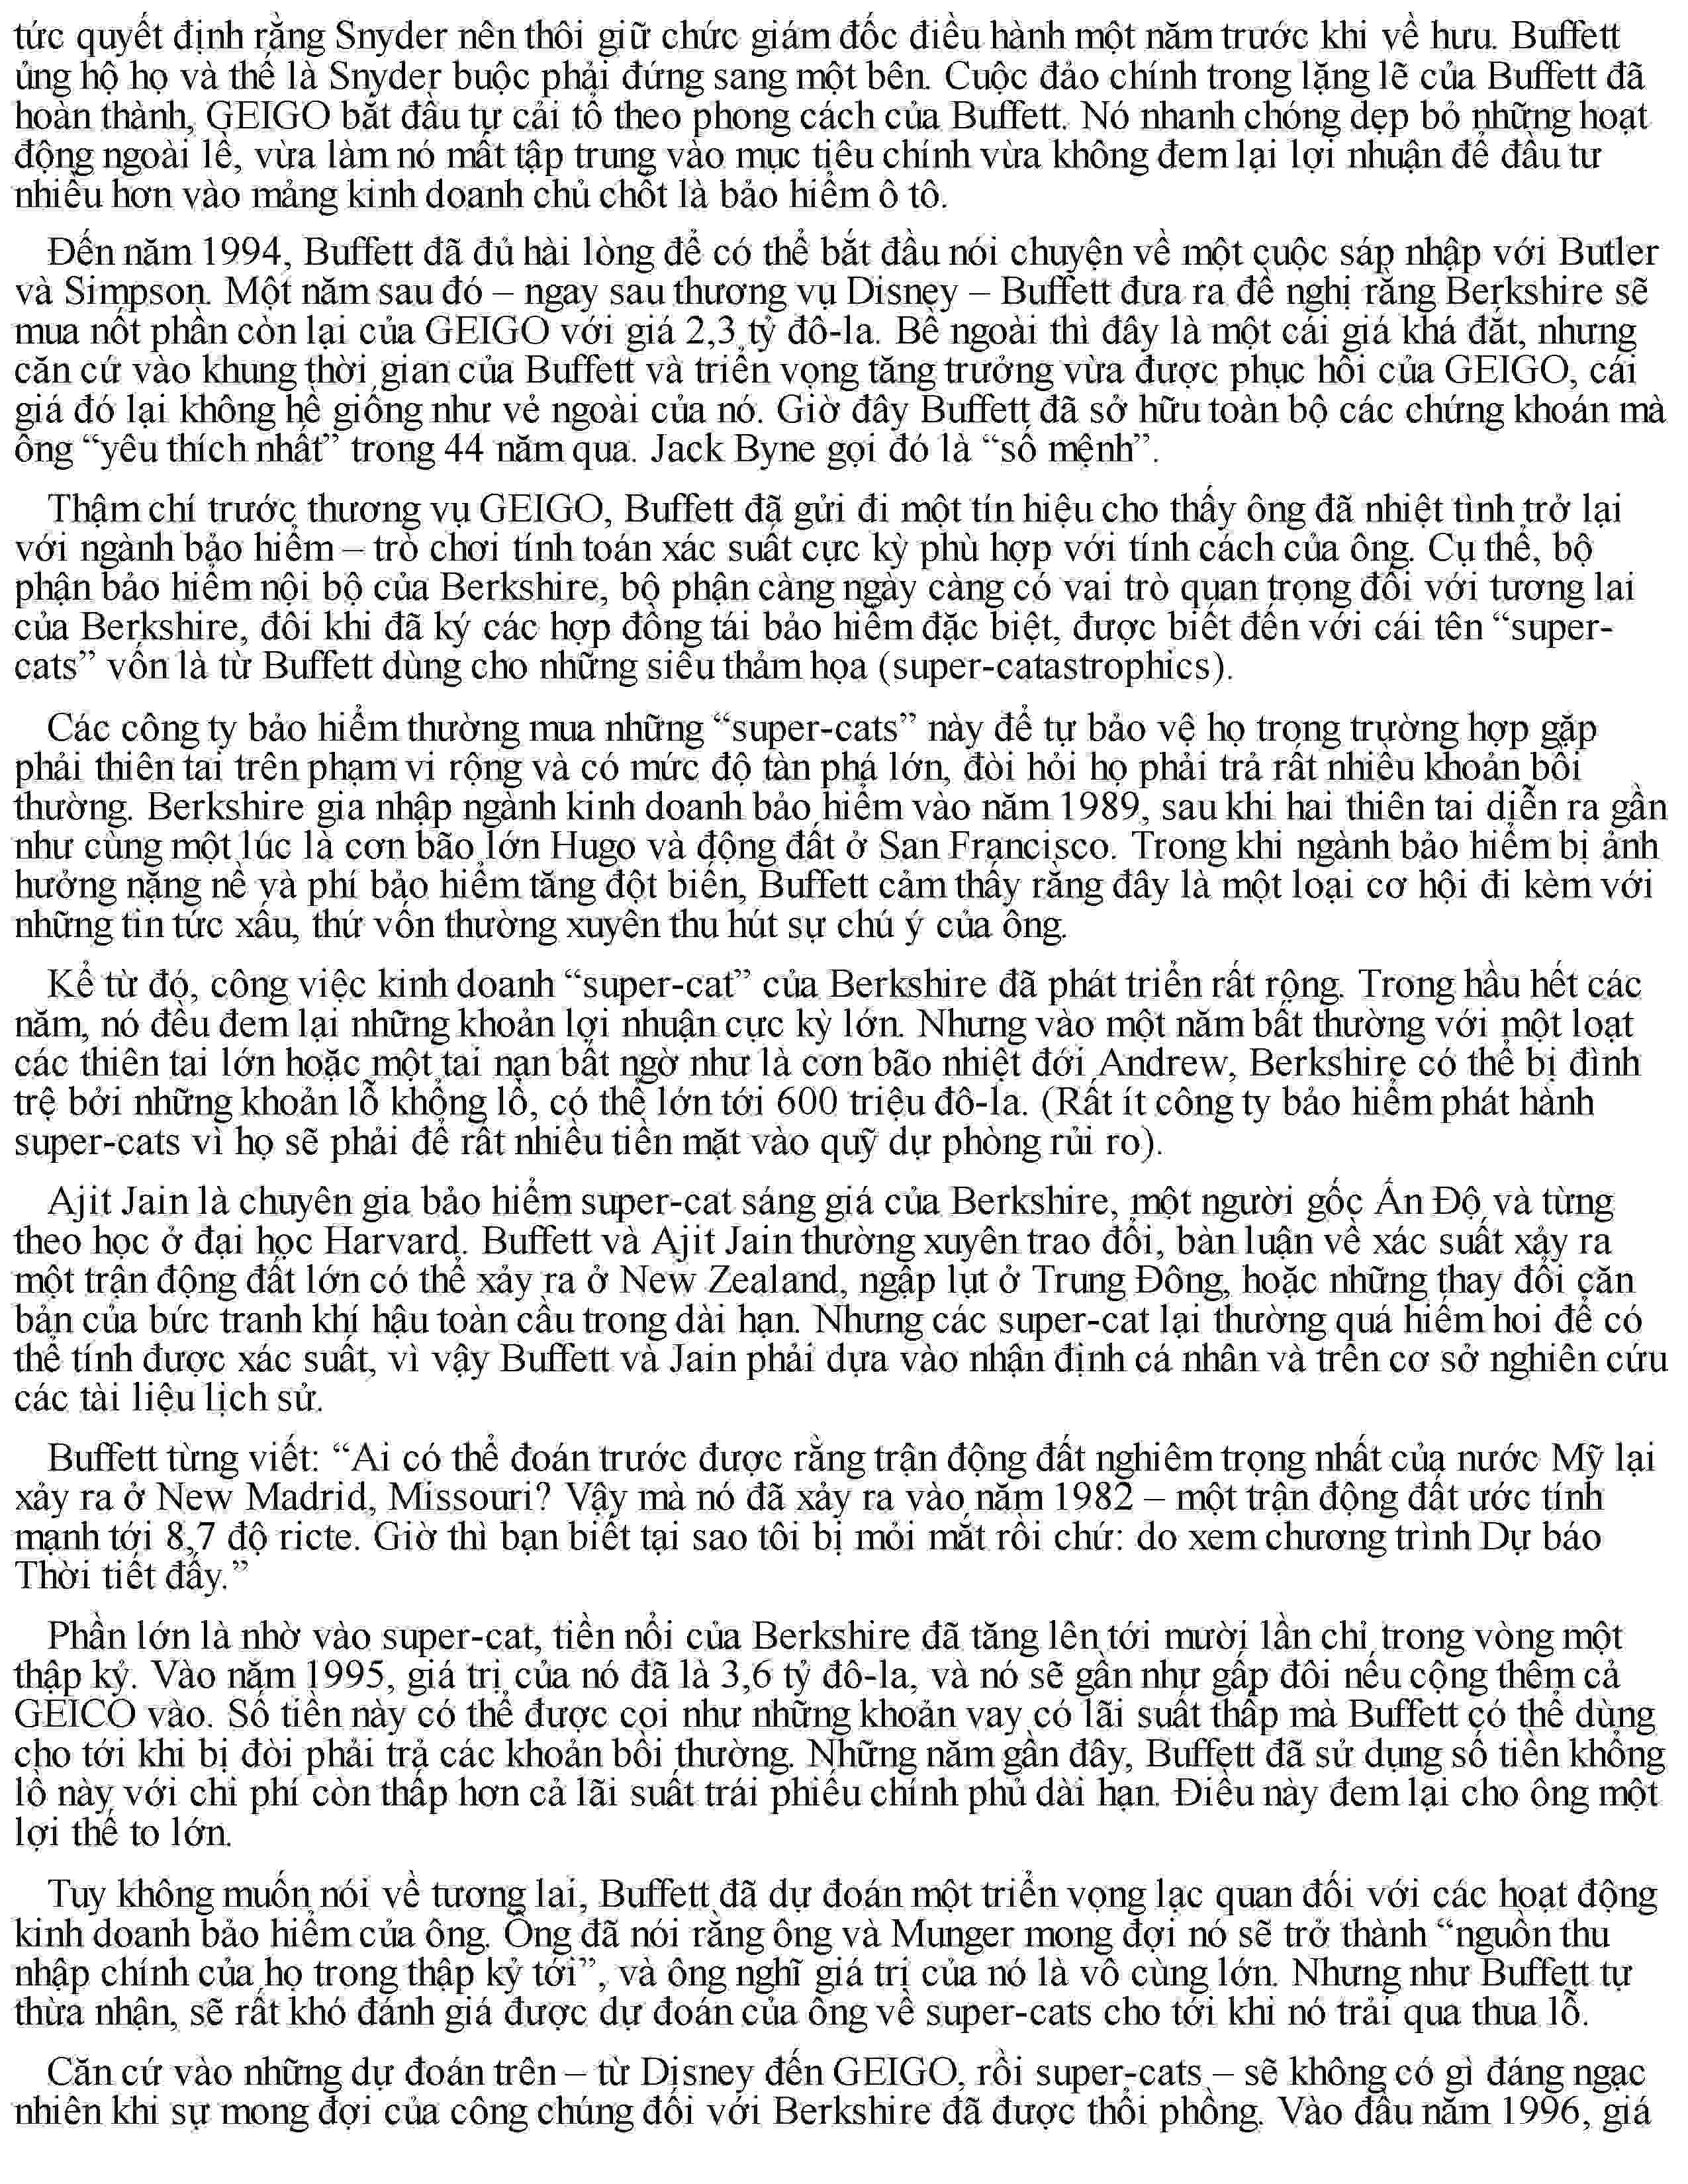 tức quyết định rằng Snyder nên thôi giữ chức giám đốc điều hành một năm trước khi về hưu. Buffett
ủng hộ họ và thế là Snyder buộc phải đứng sang một bên. Cuộc đảo chính trong lặng lẽ của Buffett đã
hoàn thành, GEIGO bắt đầu tự cải tổ theo phong cách của Buffett. Nó nhanh chóng dẹp bỏ những hoạt
động ngoài lề, vừa làm nó mất tập trung vào mục tiêu chính vừa không đem lại lợi nhuận để đầu tư
nhiều hơn vào mảng kinh doanh chủ chốt là bảo hiểm ô tô.
Đến năm 1994, Buffett đã đủ hài lòng để có thể bắt đầu nói chuyện về một cuộc sáp nhập với Butler
và Simpson. Một năm sau đó – ngay sau thương vụ Disney – Buffett đưa ra đề nghị rằng Berkshire sẽ
mua nốt phần còn lại của GEIGO với giá 2,3 tỷ đô-la. Bề ngoài thì đây là một cái giá khá đắt, nhưng
căn cứ vào khung thời gian của Buffett và triển vọng tăng trưởng vừa được phục hồi của GEIGO, cái
giá đó lại không hề giống như vẻ ngoài của nó. Giờ đây Buffett đã sở hữu toàn bộ các chứng khoán mà
ông “yêu thích nhất” trong 44 năm qua. Jack Byne gọi đó là “số mệnh”.
Thậm chí trước thương vụ GEIGO, Buffett đã gửi đi một tín hiệu cho thấy ông đã nhiệt tình trở lại
với ngành bảo hiểm – trò chơi tính toán xác suất cực kỳ phù hợp với tính cách của ông. Cụ thể, bộ
phận bảo hiểm nội bộ của Berkshire, bộ phận càng ngày càng có vai trò quan trọng đối với tương lai
của Berkshire, đôi khi đã ký các hợp đồng tái bảo hiểm đặc biệt, được biết đến với cái tên “super-
cats” vốn là từ Buffett dùng cho những siêu thảm họa (super-catastrophics).
Các công ty bảo hiểm thường mua những “super-cats” này để tự bảo vệ họ trong trường hợp gặp
phải thiên tai trên phạm vi rộng và có mức độ tàn phá lớn, đòi hỏi họ phải trả rất nhiều khoản bồi
thường. Berkshire gia nhập ngành kinh doanh bảo hiểm vào năm 1989, sau khi hai thiên tai diễn ra gần
như cùng một lúc là cơn bão lớn Hugo và động đất ở San Francisco. Trong khi ngành bảo hiểm bị ảnh
hưởng nặng nề và phí bảo hiểm tăng đột biến, Buffett cảm thấy rằng đây là một loại cơ hội đi kèm với
những tin tức xấu, thứ vốn thường xuyên thu hút sự chú ý của ông.
Kể từ đó, công việc kinh doanh “super-cat” của Berkshire đã phát triển rất rộng. Trong hầu hết các
năm, nó đều đem lại những khoản lợi nhuận cực kỳ lớn. Nhưng vào một năm bất thường với một loạt
các thiên tai lớn hoặc một tai nạn bất ngờ như là cơn bão nhiệt đới Andrew, Berkshire có thể bị đình
trệ bởi những khoản lỗ khổng lồ, có thể lớn tới 600 triệu đô-la. (Rất ít công ty bảo hiểm phát hành
super-cats vì họ sẽ phải để rất nhiều tiền mặt vào quỹ dự phòng rủi ro).
Ajit Jain là chuyên gia bảo hiểm super-cat sáng giá của Berkshire, một người gốc Ấn Độ và từng
theo học ở đại học Harvard. Buffett và Ajit Jain thường xuyên trao đổi, bàn luận về xác suất xảy ra
một trận động đất lớn có thể xảy ra ở New Zealand, ngập lụt ở Trung Đông, hoặc những thay đổi căn
bản của bức tranh khí hậu toàn cầu trong dài hạn. Nhưng các super-cat lại thường quá hiếm hoi để có
thể tính được xác suất, vì vậy Buffett và Jain phải dựa vào nhận định cá nhân và trên cơ sở nghiên cứu
các tài liệu lịch sử.
Buffett từng viết: “Ai có thể đoán trước được rằng trận động đất nghiêm trọng nhất của nước Mỹ lại
xảy ra ở New Madrid, Missouri? Vậy mà nó đã xảy ra vào năm 1982 – một trận động đất ước tính
mạnh tới 8,7 độ ricte. Giờ thì bạn biết tại sao tôi bị mỏi mắt rồi chứ: do xem chương trình Dự báo
Thời tiết đấy.”
Phần lớn là nhờ vào super-cat, tiền nổi của Berkshire đã tăng lên tới mười lần chỉ trong vòng một
thập kỷ. Vào năm 1995, giá trị của nó đã là 3,6 tỷ đô-la, và nó sẽ gần như gấp đôi nếu cộng thêm cả
GEICO vào. Số tiền này có thể được coi như những khoản vay có lãi suất thấp mà Buffett có thể dùng
cho tới khi bị đòi phải trả các khoản bồi thường. Những năm gần đây, Buffett đã sử dụng số tiền khổng
lồ này với chi phí còn thấp hơn cả lãi suất trái phiếu chính phủ dài hạn. Điều này đem lại cho ông một
lợi thế to lớn.
Tuy không muốn nói về tương lai, Buffett đã dự đoán một triển vọng lạc quan đối với các hoạt động
kinh doanh bảo hiểm của ông. Ông đã nói rằng ông và Munger mong đợi nó sẽ trở thành “nguồn thu
nhập chính của họ trong thập kỷ tới”, và ông nghĩ giá trị của nó là vô cùng lớn. Nhưng như Buffett tự
thừa nhận, sẽ rất khó đánh giá được dự đoán của ông về super-cats cho tới khi nó trải qua thua lỗ.
Căn cứ vào những dự đoán trên – từ Disney đến GEIGO, rồi super-cats – sẽ không có gì đáng ngạc
nhiên khi sự mong đợi của công chúng đối với Berkshire đã được thổi phồng. Vào đầu năm 1996, giá